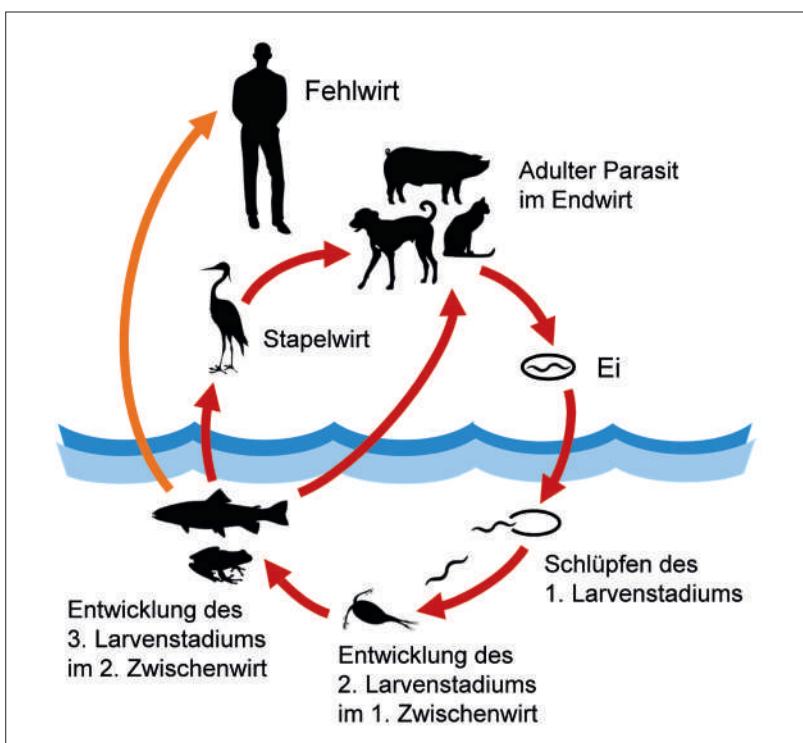 Fehlwirt
Adulter Parasit
im Endwirt
Stapelwirt
Ei
Schlüpfen des
1. Larvenstadiums
Entwicklung des
3. Larvenstadiums
im 2. Zwischenwirt
Entwicklung des
2. Larvenstadiums
im 1. Zwischenwirt